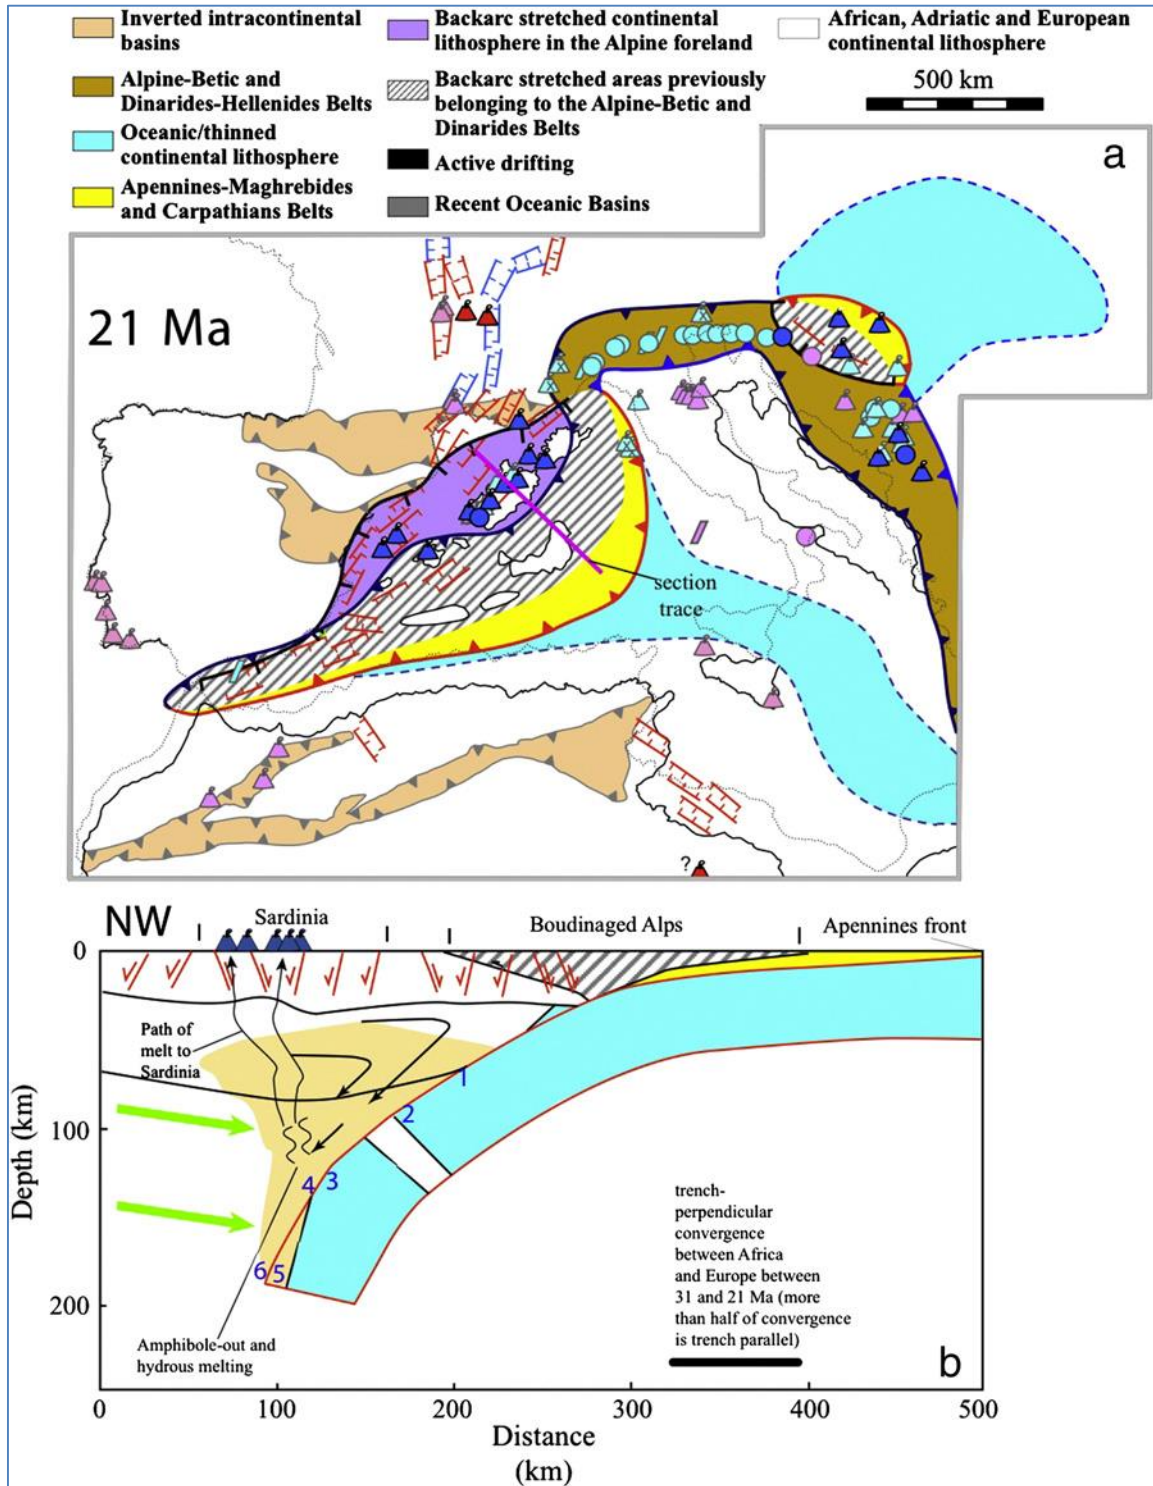 Inverted intracontinental
basins
Alpine-Betic and
Dinarides-Hellenides Belts
Oceanic/thinned
continental lithosphere
Apennines-Maghrebides
and Carpathians Belts
Backarc stretched continental
lithosphere in the Alpine foreland
Backarc stretched areas previously
belonging to the Alpine-Betic and
Dinarides Belts
Active drifting
Recent Oceanic Basins
African, Adriatic and European
continental lithosphere
500 km
a
21 Ma
section
trace
?
NW
Sardinia
Boudinaged Alps
Apennines front
0
100
200
Depth (km)
Path of
melt to
Sardinia
1
2
3
4
5
6
Amphibole-out and
hydrous melting
trench-
perpendicular
convergence
between Africa
and Europe between
31 and 21 Ma (more
than half of convergence
is trench parallel)
b
0
100
200
300
400
500
Distance
(km)